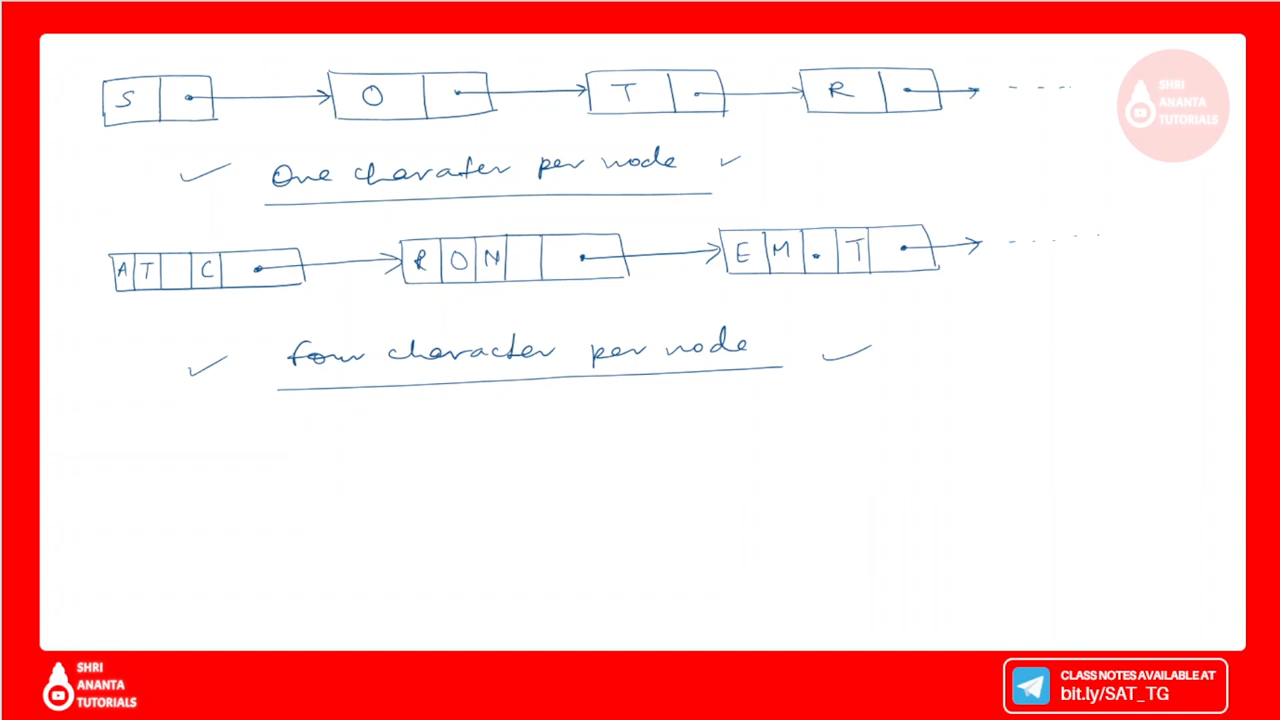 S O T R
SHRI
ANANTA
TUTORIALS
One charater per node
A T C R O N E M . T
four character per node
SHRI
ANANTA
TUTORIALS
CLASS NOTES AVAILABLE AT
bit.ly/SAT_TG